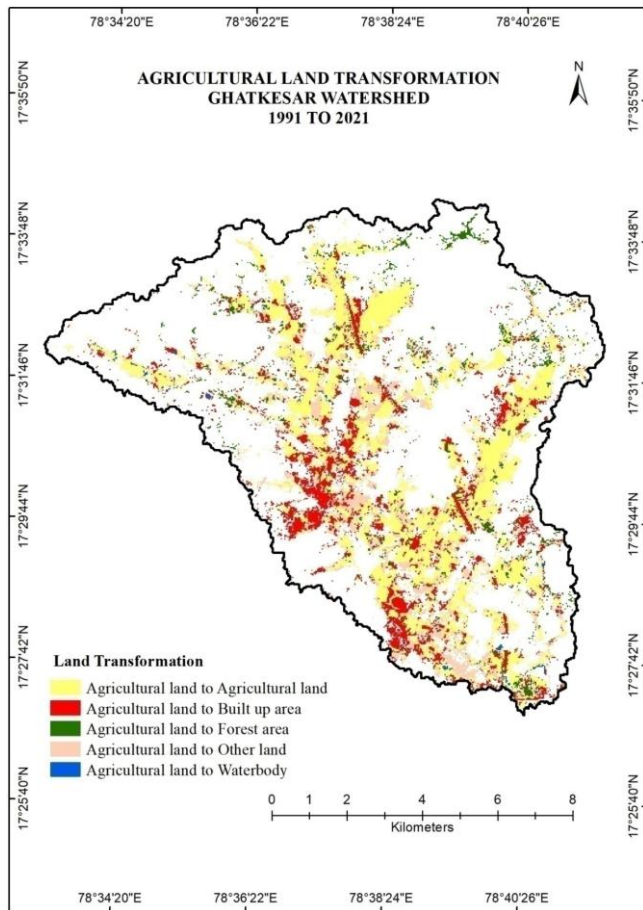 78°34'20"E 78°36'22"E 78°38'24"E 78°40'26"E
AGRICULTURAL LAND TRANSFORMATION
GHATKESAR WATERSHED
1991 TO 2021
N
17°35'50"N 17°35'50"N
17°33'48"N 17°33'48"N
17°31'46"N 17°31'46"N
17°29'44"N 17°29'44"N
17°27'42"N 17°27'42"N
Land Transformation
Agricultural land to Agricultural land
Agricultural land to Built up area
Agricultural land to Forest area
Agricultural land to Other land
Agricultural land to Waterbody
17°25'40"N 17°25'40"N
0 1 2 4 6 8
Kilometers
78°34'20"E 78°36'22"E 78°38'24"E 78°40'26"E